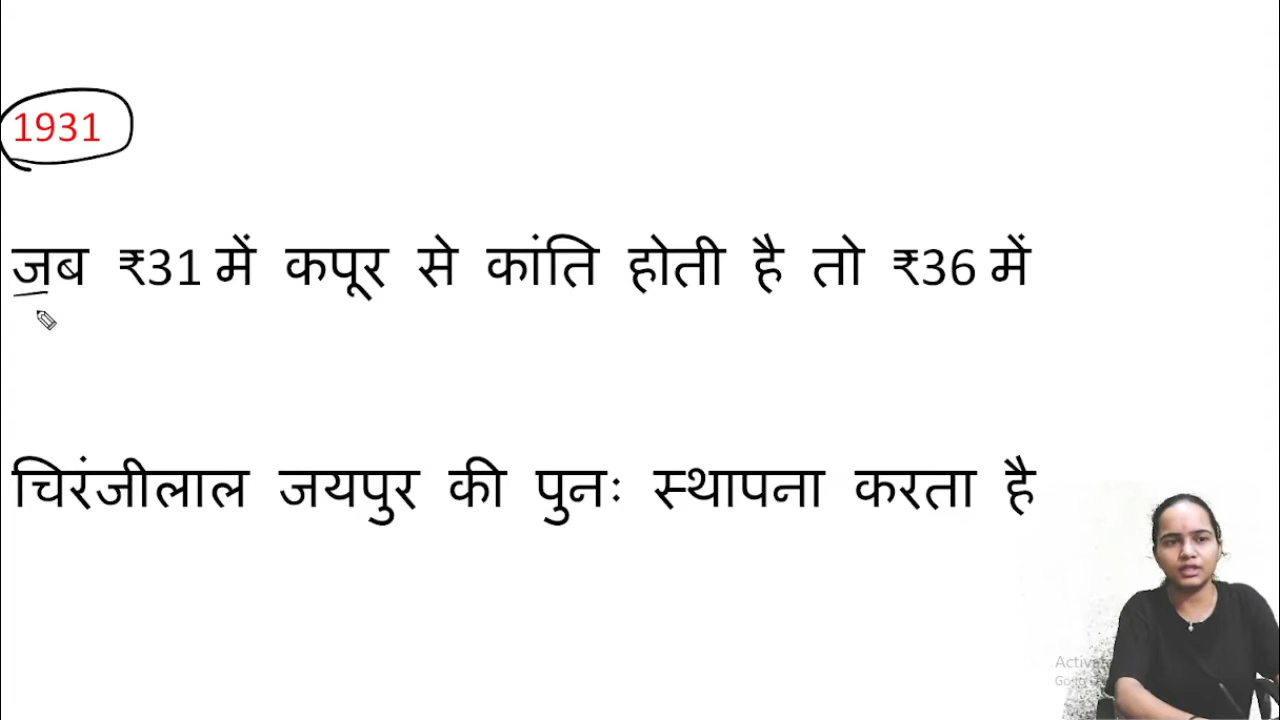 1931
जब ₹31 में कपूर से कांति होती है तो ₹36 में
चिरंजीलाल जयपुर की पुनः स्थापना करता है